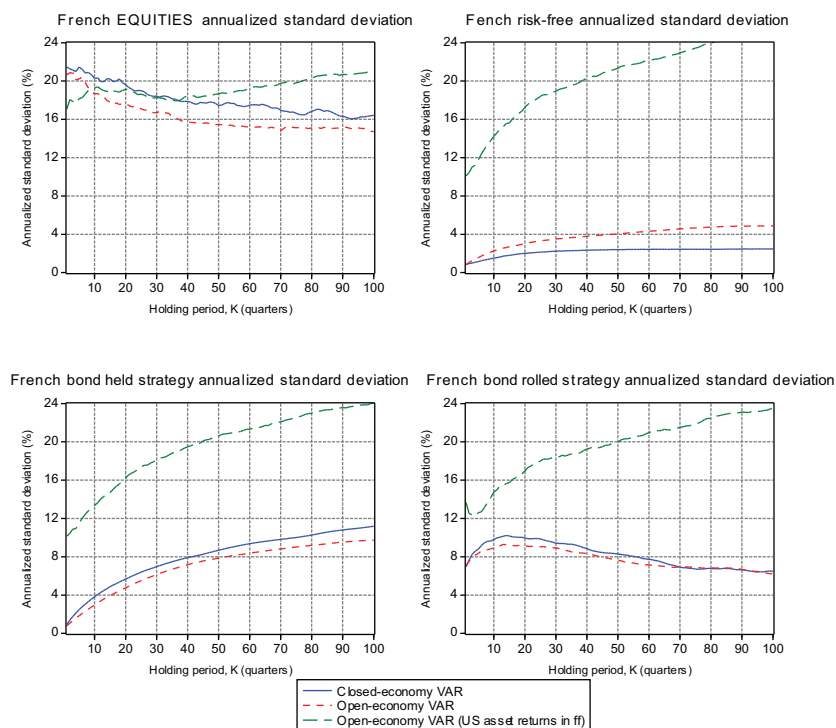 French EQUITIES annualized standard deviation
Annualized standard deviation (%)
24
20
16
12
8
4
0
10 20 30 40 50 60 70 80 90 100
Holding period, K (quarters)
Fench risk-free annualized standard deviation
Annualized standard deviation (%)
24
20
16
12
8
4
0
10 20 30 40 50 60 70 80 90 100
Holding period, K (quarters)
French bond held strategy annualized standard deviation
Annualized standard deviation (%)
24
20
16
12
8
4
0
10 20 30 40 50 60 70 80 90 100
Holding period, K (quarters)
French bond rolled strategy annualized standard deviation
Annualized standard deviation (%)
24
20
16
12
8
4
0
10 20 30 40 50 60 70 80 90 100
Holding period, K (quarters)
Closed-economy VAR
Open-economy VAR
Open-economy VAR (US asset returns in ff)